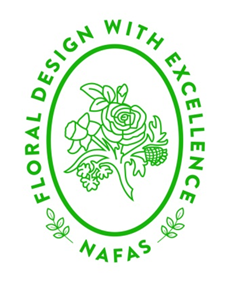 FLORAL DESIGN WITH EXCELLENCE
NAFAS